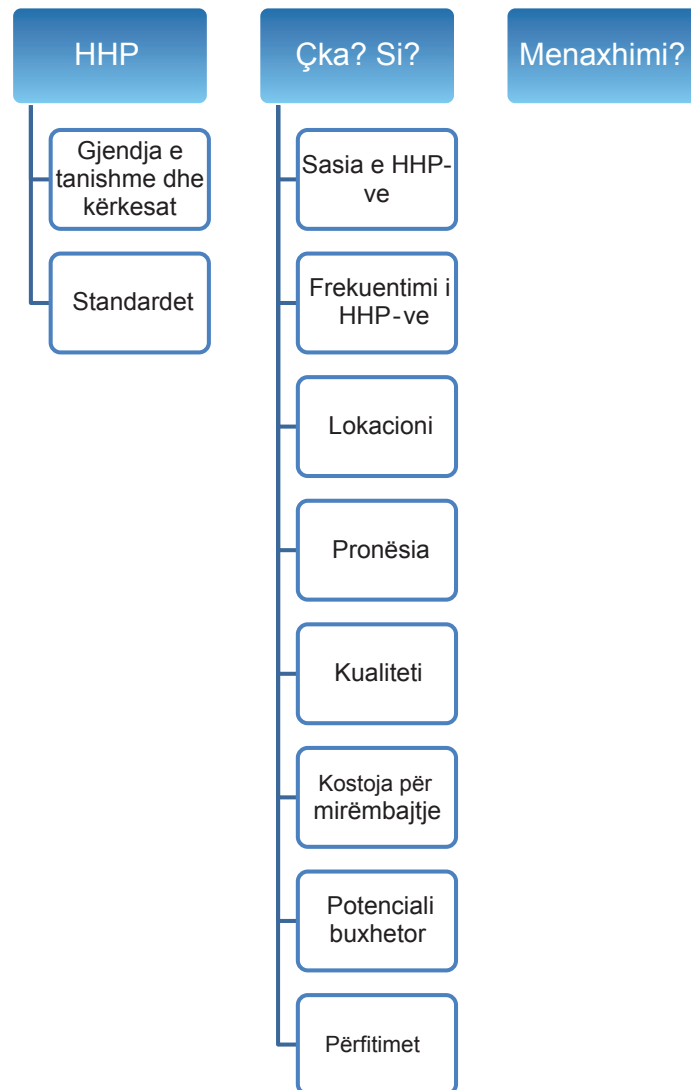 HHP
Gjendja e
tanishme dhe
kërkesat
Standardet
Çka? Si?
Sasia e HHP-
ve
Frekuentimi i
HHP-ve
Lokacioni
Pronësia
Kualiteti
Kostoja për
mirëmbajtje
Potenciali
buxhetor
Përfitimet
Menaxhimi?